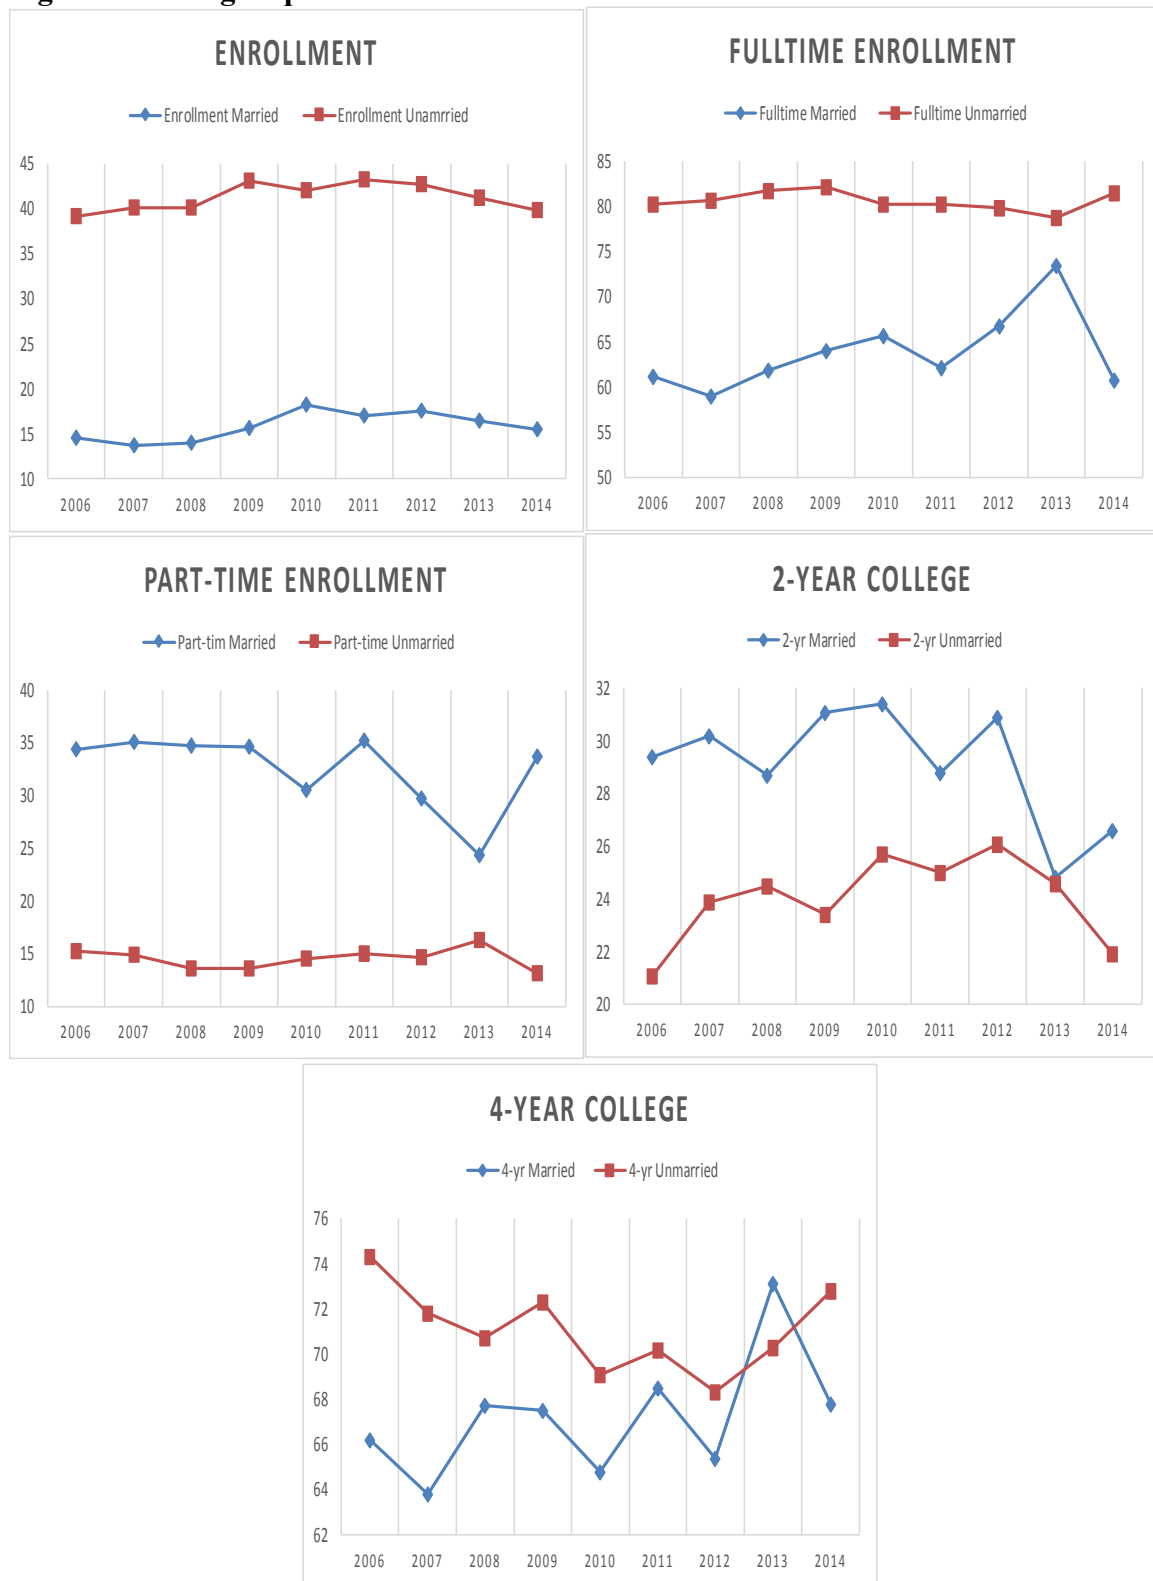 ENROLLMENT
Enrollment Married Enrollment Unamrried
45
40
35
30
25
20
15
10
2006 2007 2008 2009 2010 2011 2012 2013 2014
FULLTIME ENROLLMENT
Fulltime Married Fulltime Unmarried
85
80
75
70
65
60
55
50
2006 2007 2008 2009 2010 2011 2012 2013 2014
PART-TIME ENROLLMENT
Part-tim Married Part-time Unmarried
40
35
30
25
20
15
10
2006 2007 2008 2009 2010 2011 2012 2013 2014
2-YEAR COLLEGE
2-yr Married 2-yr Unmarried
32
30
28
26
24
22
20
2006 2007 2008 2009 2010 2011 2012 2013 2014
4-YEAR COLLEGE
4-yr Married 4-yr Unmarried
76
74
72
70
68
66
64
62
2006 2007 2008 2009 2010 2011 2012 2013 2014